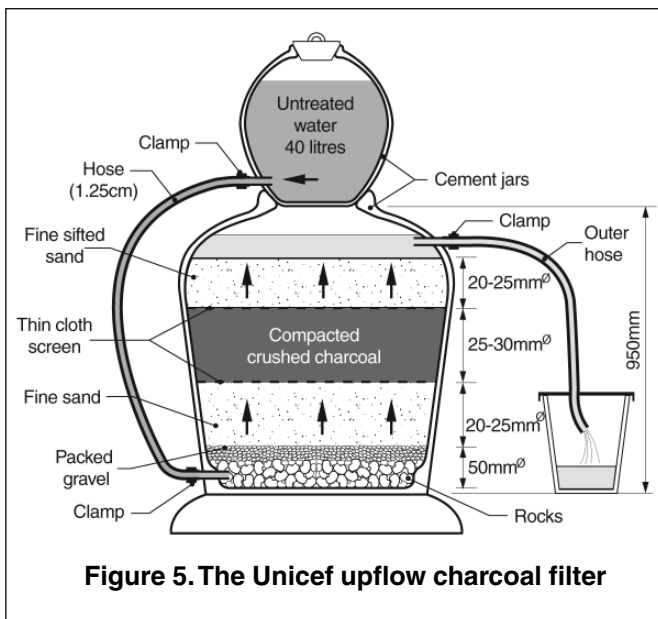 Untreated
water
40 litres
Clamp
Hose
(1.25cm)
Cement jars
Clamp
Outer
hose
Fine sifted
sand
20-25mmØ
Thin cloth
screen
Compacted
crushed charcoal
25-30mmØ
950mm
Fine sand
20-25mmØ
Packed
gravel
50mmØ
Clamp
Rocks
Figure 5. The Unicef upflow charcoal filter